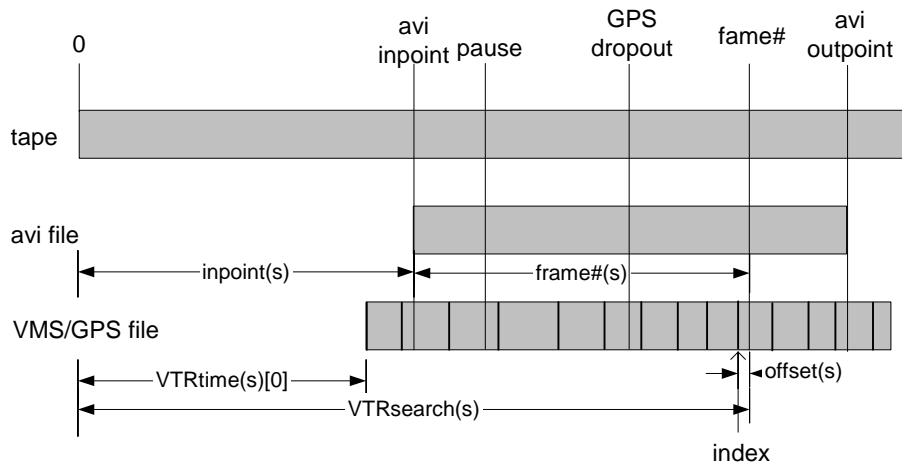 0
avi
inpoint
pause
GPS
dropout
fame#
avi
outpoint
tape
avi file
inpoint(s)
frame#(s)
VMS/GPS file
VTRtime(s)[0]
offset(s)
VTRsearch(s)
index